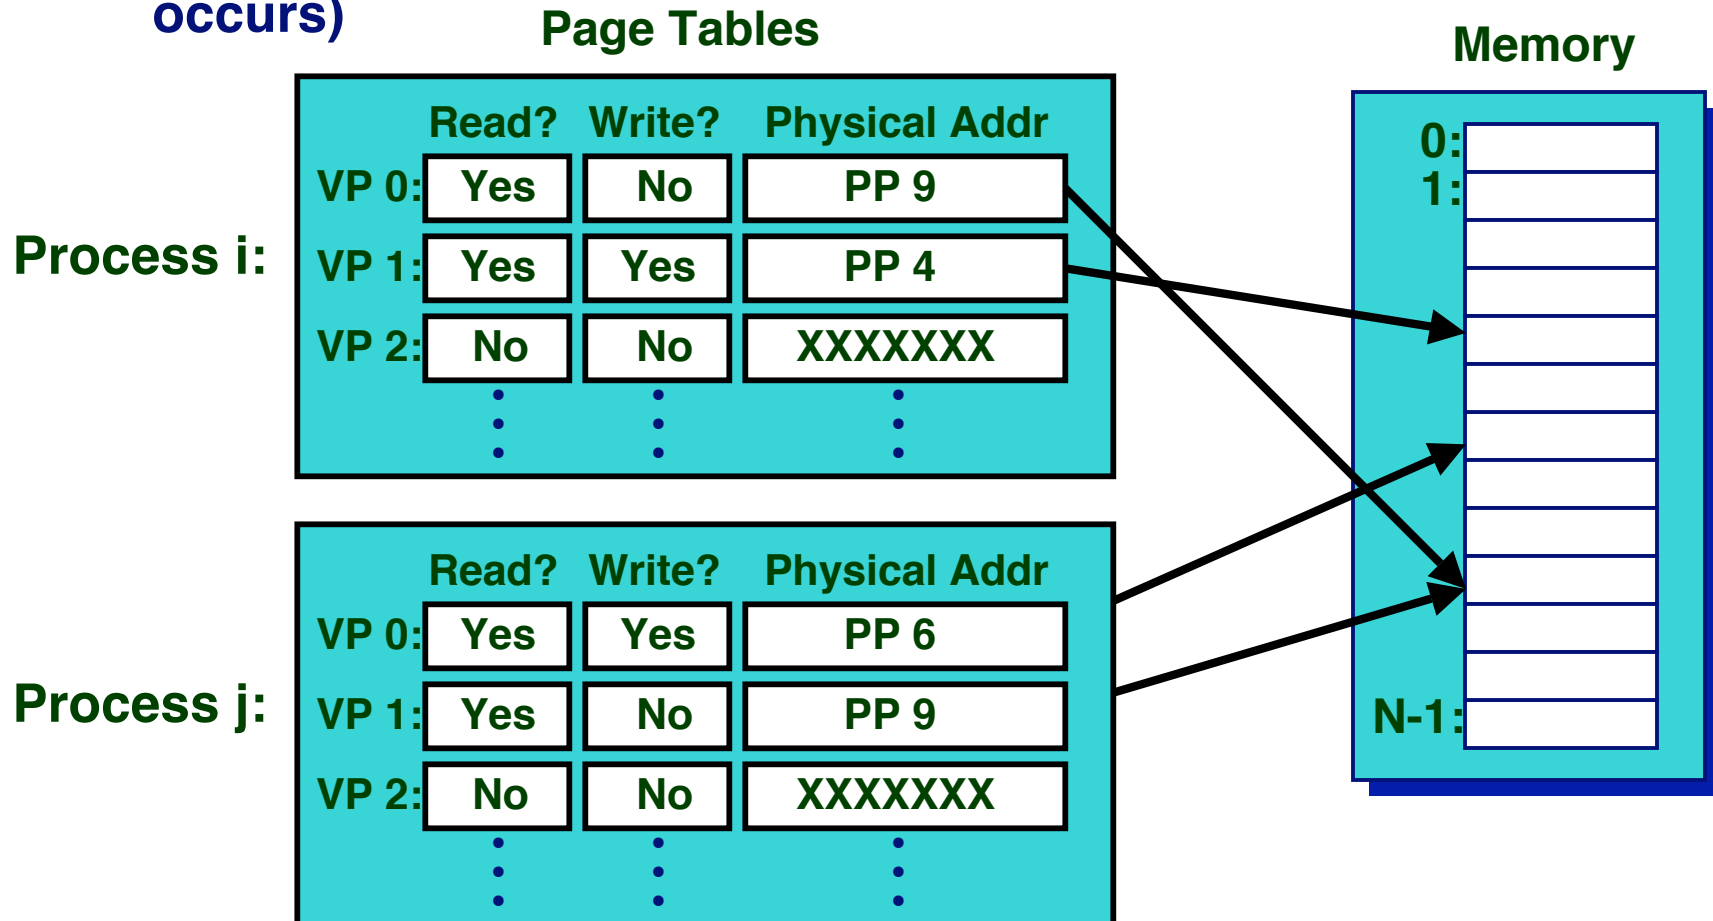 occurs)
Page Tables
Memory
Process i:
Read? Write? Physical Addr
VP 0: Yes No PP 9
VP 1: Yes Yes PP 4
VP 2: No No XXXXXXX
Process j:
Read? Write? Physical Addr
VP 0: Yes Yes PP 6
VP 1: Yes No PP 9
VP 2: No No XXXXXXX
0:
1:
N-1: